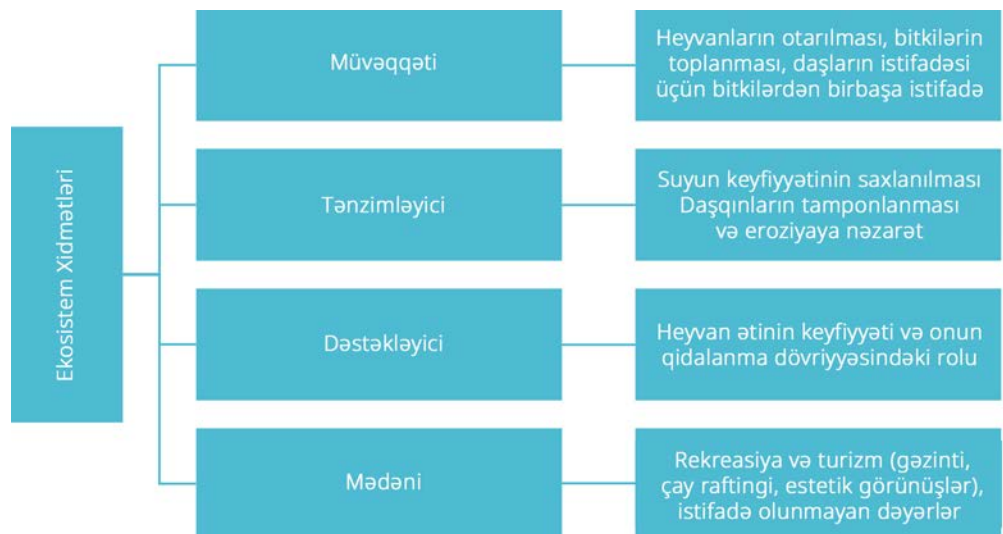 Ekosistem Xidmətləri
Müvəqqəti
Heyvanların otarılması, bitkilərin
toplanması, daşların istifadəsi
üçün bitkilərdən birbaşa istifadə
Tənzimləyici
Suyun keyfiyyətinin saxlanılması
Daşqınların tamponlanması
və eroziyaya nəzarət
Dəstəkləyici
Heyvan ətinin keyfiyyəti və onun
qidalanma dövriyyəsindəki rolu
Mədəni
Rekreasiya və turizm (gəzinti,
çay raftingi, estetik görünüşlər),
istifadə olunmayan dəyərlər